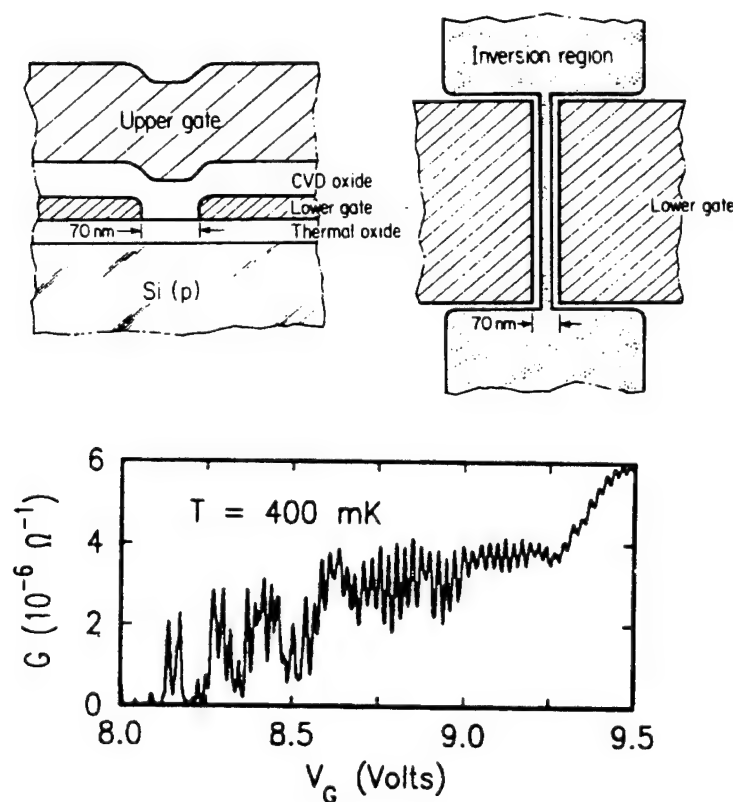 Upper gate
CVD oxide
Lower gate
70 nm
Thermal oxide
Si (p)
Inversion region
Lower gate
70 nm
6
4
2
0
G (10⁻⁶ Ω⁻¹)
T = 400 mK
8.0
8.5
9.0
9.5
V_G (Volts)